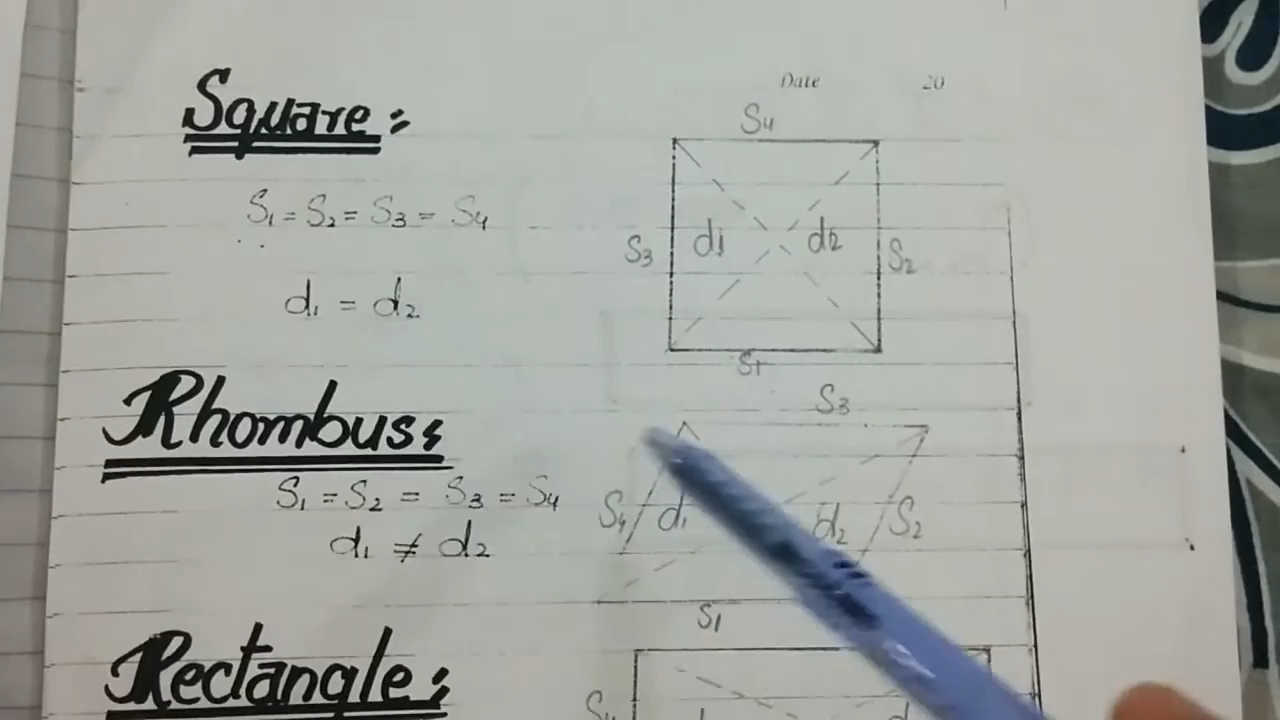 Date 20
Square:
S₁ = S₂ = S₃ = S₄
d₁ = d₂
S₄
S₃ d1 d2 S₂
S₁
Rhombus:
S₁ = S₂ = S₃ = S₄
d₁ ≠ d₂
S₃
S₄ d₁ d₂ S₂
S₁
Rectangle:
S₄